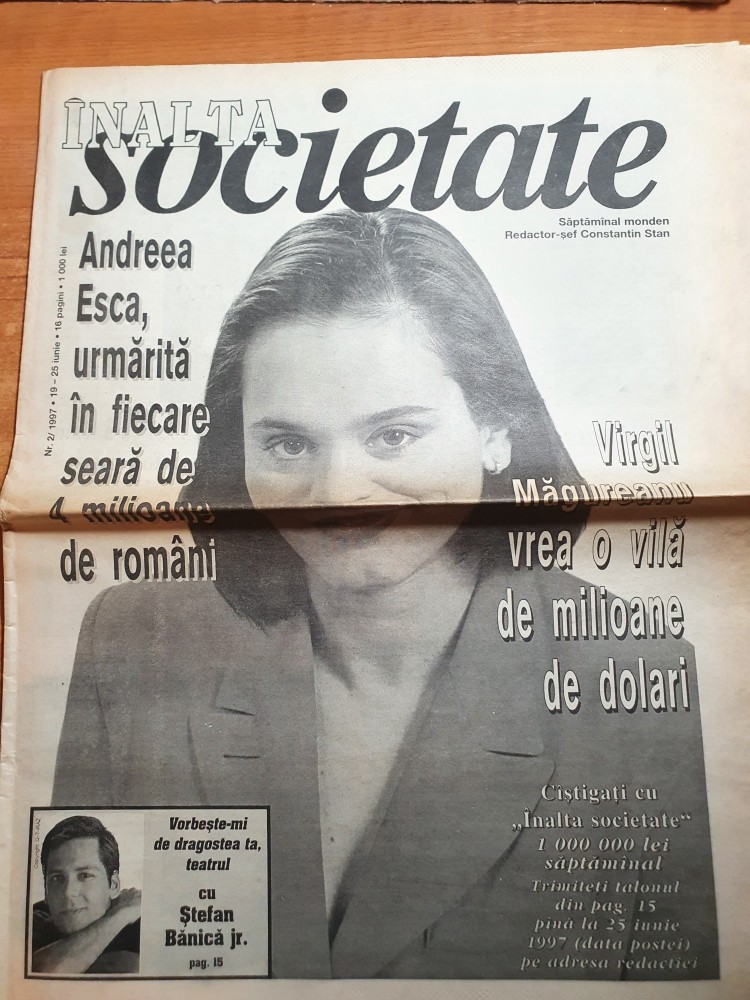 ÎNALTA
societate
Săptămînal monden
Redactor-şef Constantin Stan
Nr. 2/ 1997 • 19 – 25 iunie • 16 pagini • 1 000 lei
Andreea
Esca,
urmărită
în fiecare
seară de
4 milioane
de români
Virgil
Măgureanu
vrea o vilă
de milioane
de dolari
Cîştigaţi cu
„Înalta societate“
1 000 000 lei
săptămînal
Trimiteţi talonul
din pag. 15
pînă la 25 iunie
1997 (data poştei)
pe adresa redacţiei
Vorbeşte-mi
de dragostea ta,
teatrul
cu
Ştefan
Bănică jr.
pag. 15